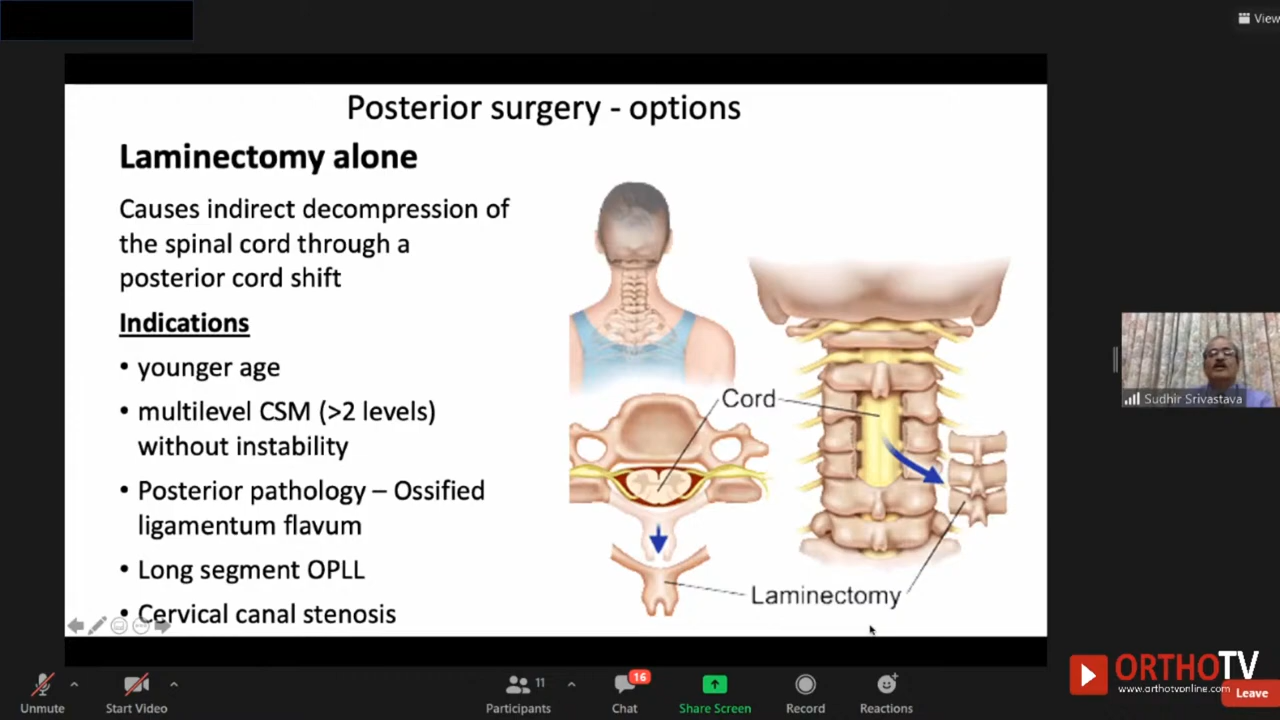 View
Posterior surgery - options
Laminectomy alone
Causes indirect decompression of
the spinal cord through a
posterior cord shift
Indications
• younger age
• multilevel CSM (>2 levels)
without instability
• Posterior pathology – Ossified
ligamentum flavum
• Long segment OPLL
• Cervical canal stenosis
Cord
Laminectomy
Sudhir Srivastava
ORTHOTV
www.orthotvonline.com
Leave
Unmute
Start Video
11
Participants
16
Chat
Share Screen
Record
Reactions